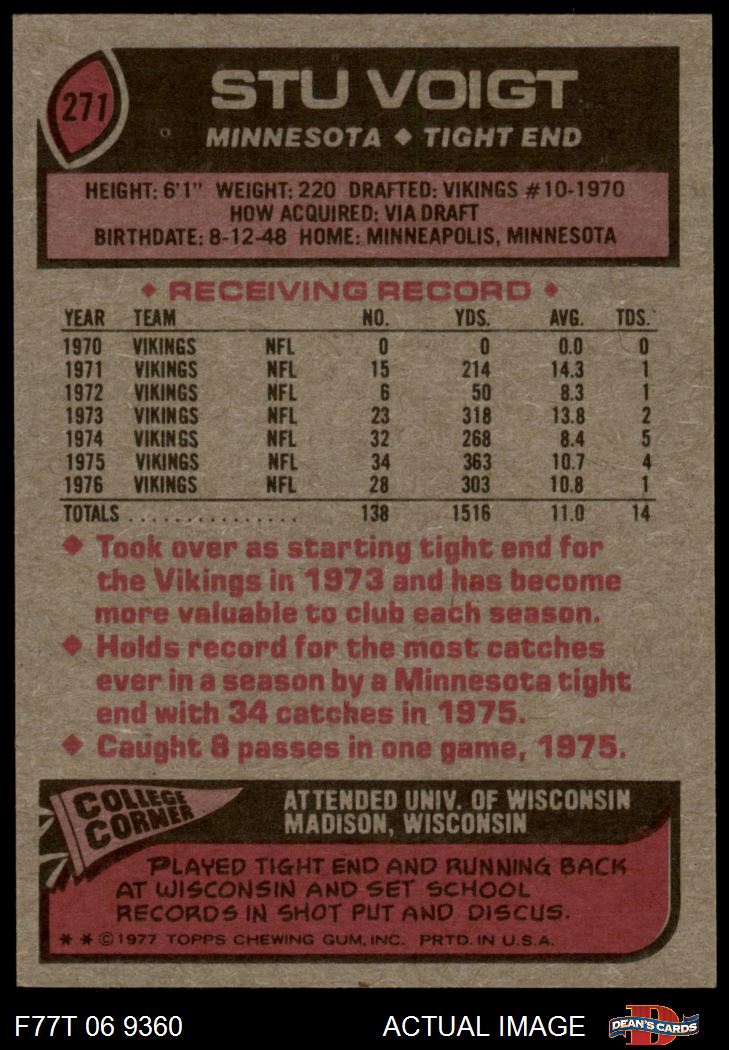 271
STU VOIGT
MINNESOTA ◆ TIGHT END
HEIGHT: 6'1" WEIGHT: 220 DRAFTED: VIKINGS #10-1970
HOW ACQUIRED: VIA DRAFT
BIRTHDATE: 8-12-48 HOME: MINNEAPOLIS, MINNESOTA
◆ RECEIVING RECORD ◆
YEAR TEAM NO. YDS. AVG. TDS.
1970 VIKINGS NFL 0 0 0.0 0
1971 VIKINGS NFL 15 214 14.3 1
1972 VIKINGS NFL 6 50 8.3 1
1973 VIKINGS NFL 23 318 13.8 2
1974 VIKINGS NFL 32 268 8.4 5
1975 VIKINGS NFL 34 363 10.7 4
1976 VIKINGS NFL 28 303 10.8 1
TOTALS ................ 138 1516 11.0 14
◆ Took over as starting tight end for
the Vikings in 1973 and has become
more valuable to club each season.
◆ Holds record for the most catches
ever in a season by a Minnesota tight
end with 34 catches in 1975.
◆ Caught 8 passes in one game, 1975.
COLLEGE
CORNER
ATTENDED UNIV. OF WISCONSIN
MADISON, WISCONSIN
PLAYED TIGHT END AND RUNNING BACK
AT WISCONSIN AND SET SCHOOL
RECORDS IN SHOT PUT AND DISCUS.
* * © 1977 TOPPS CHEWING GUM, INC. PRTD. IN U.S.A.
F77T 06 9360 ACTUAL IMAGE
D
DEAN'S CARDS